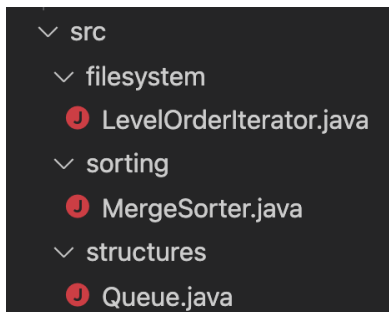 src
filesystem
J LevelOrderIterator.java
sorting
J MergeSorter.java
structures
J Queue.java